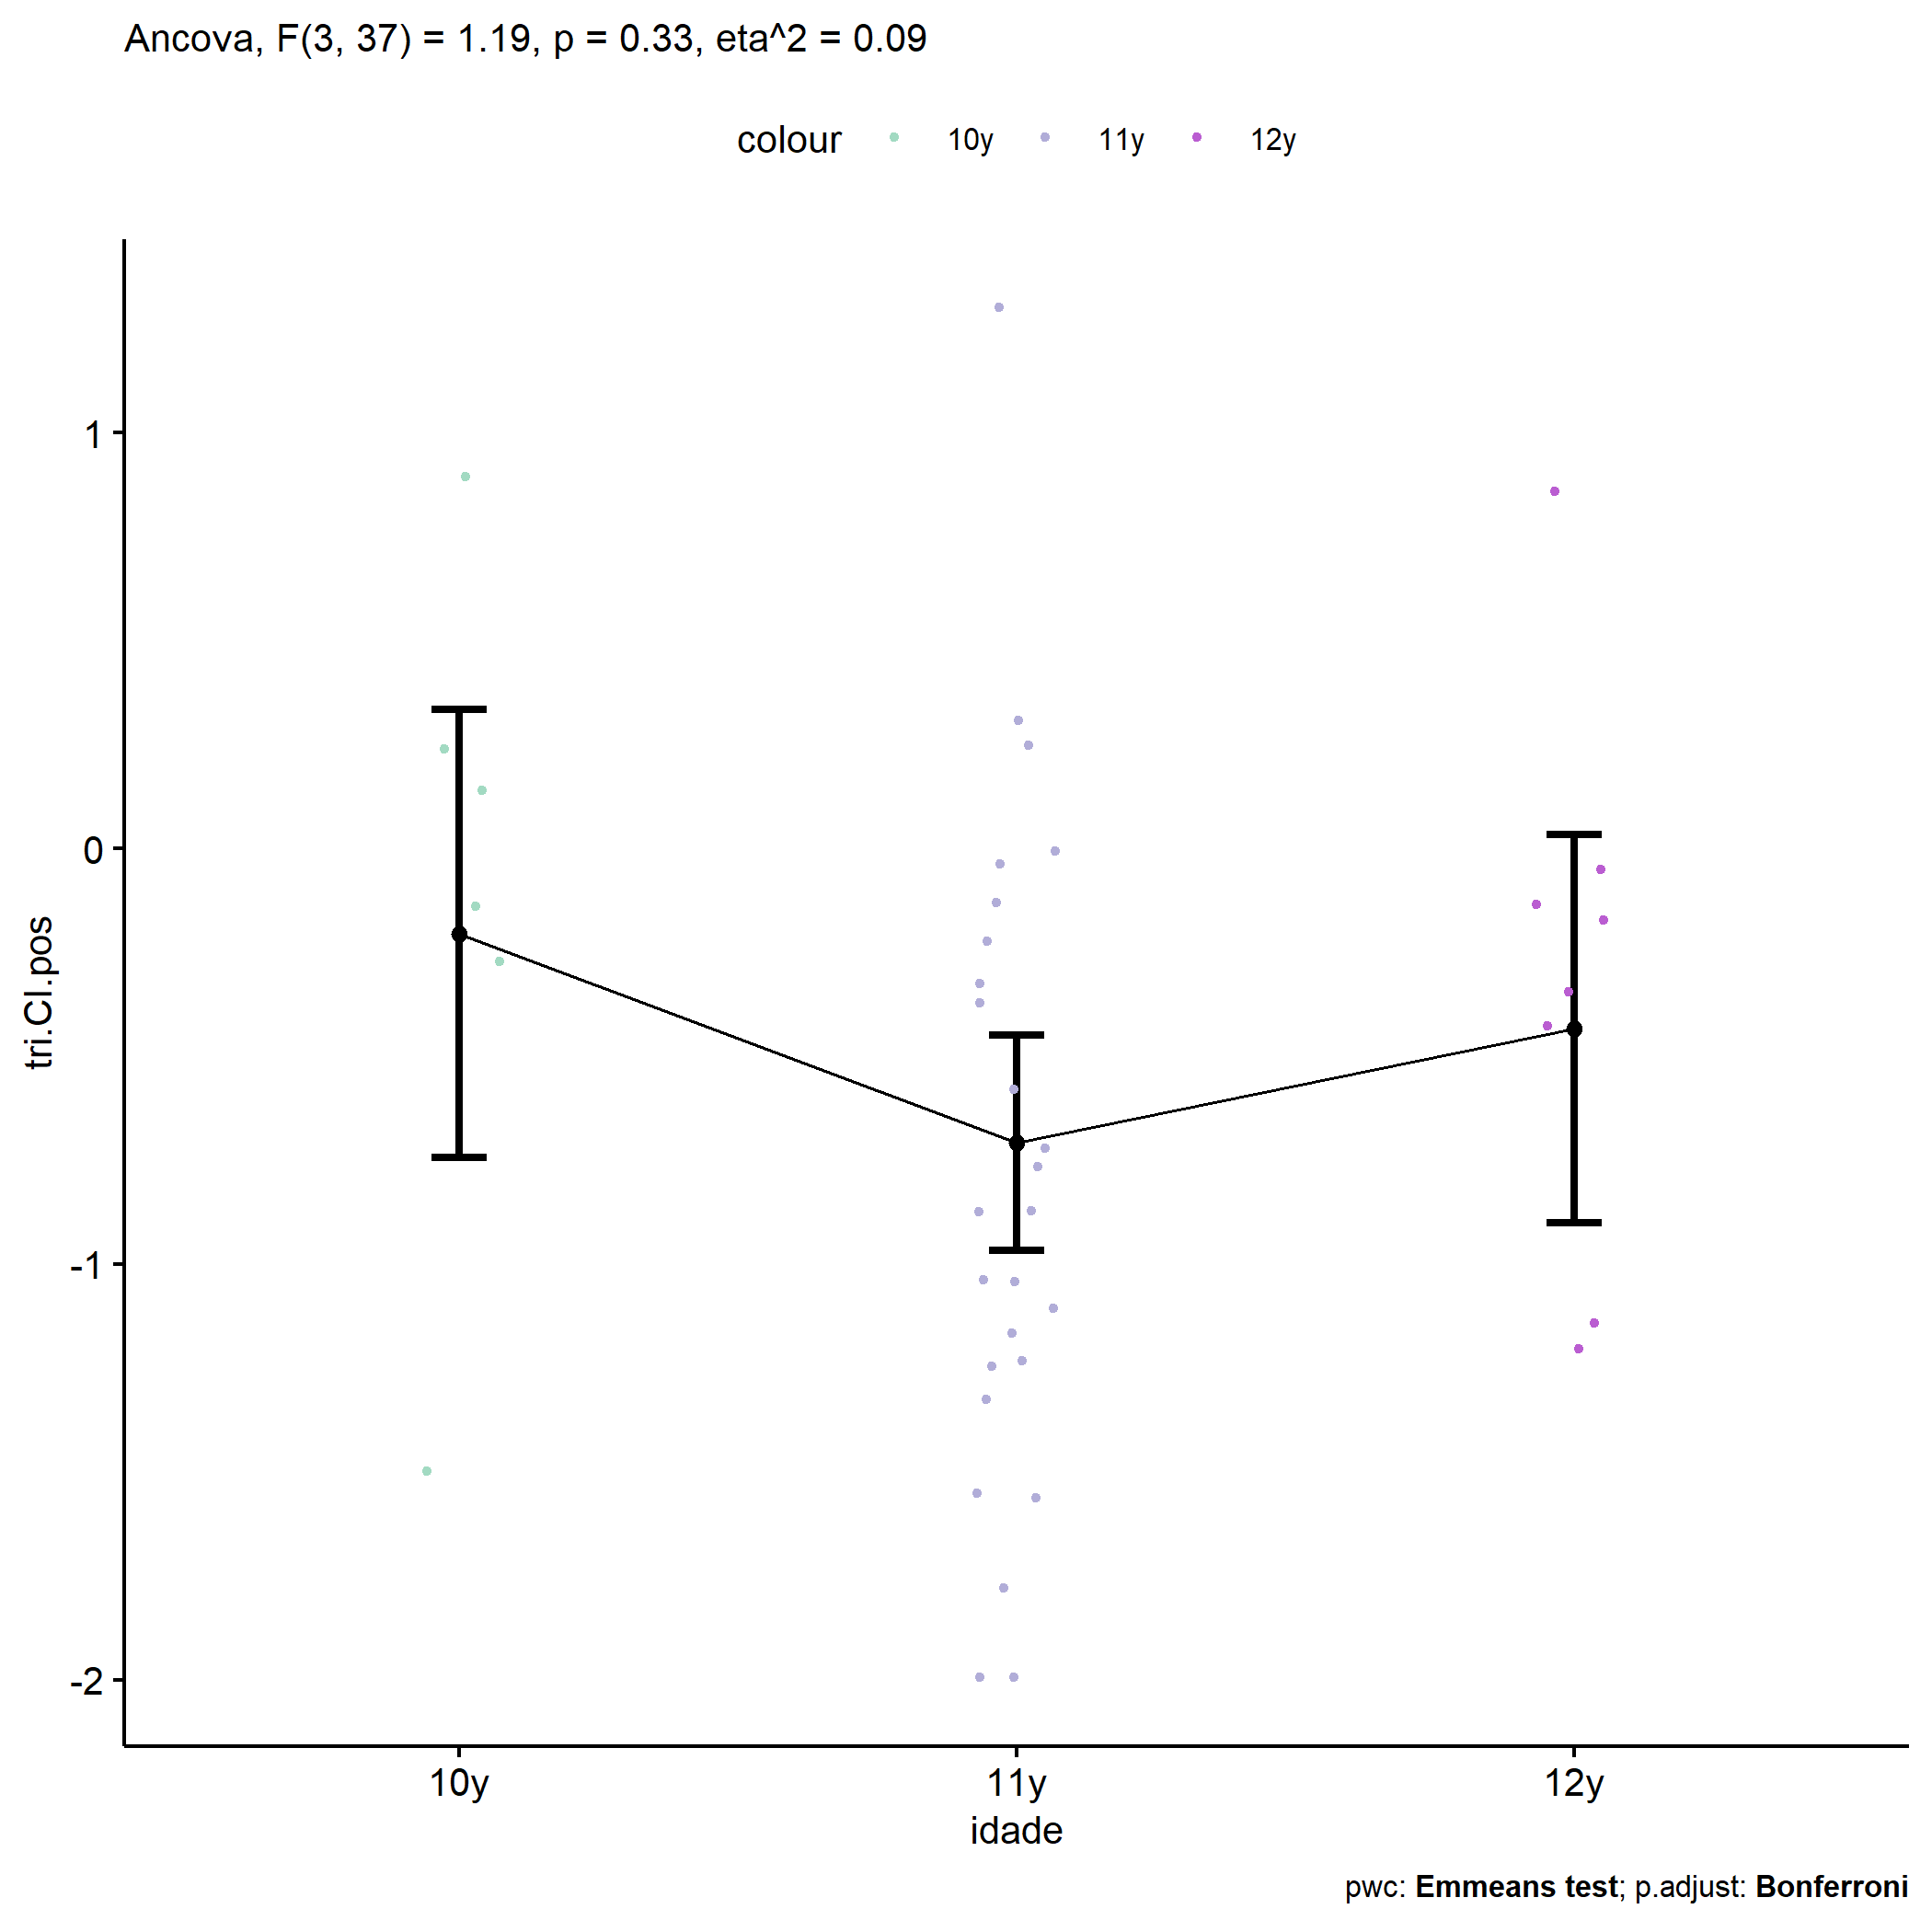 Ancova, F(3, 37) = 1.19, p = 0.33, eta^2 = 0.09
colour 10y 11y 12y
1
0
-1
-2
tri.CI.pos
10y 11y 12y
idade
pwc: Emmeans test; p.adjust: Bonferroni